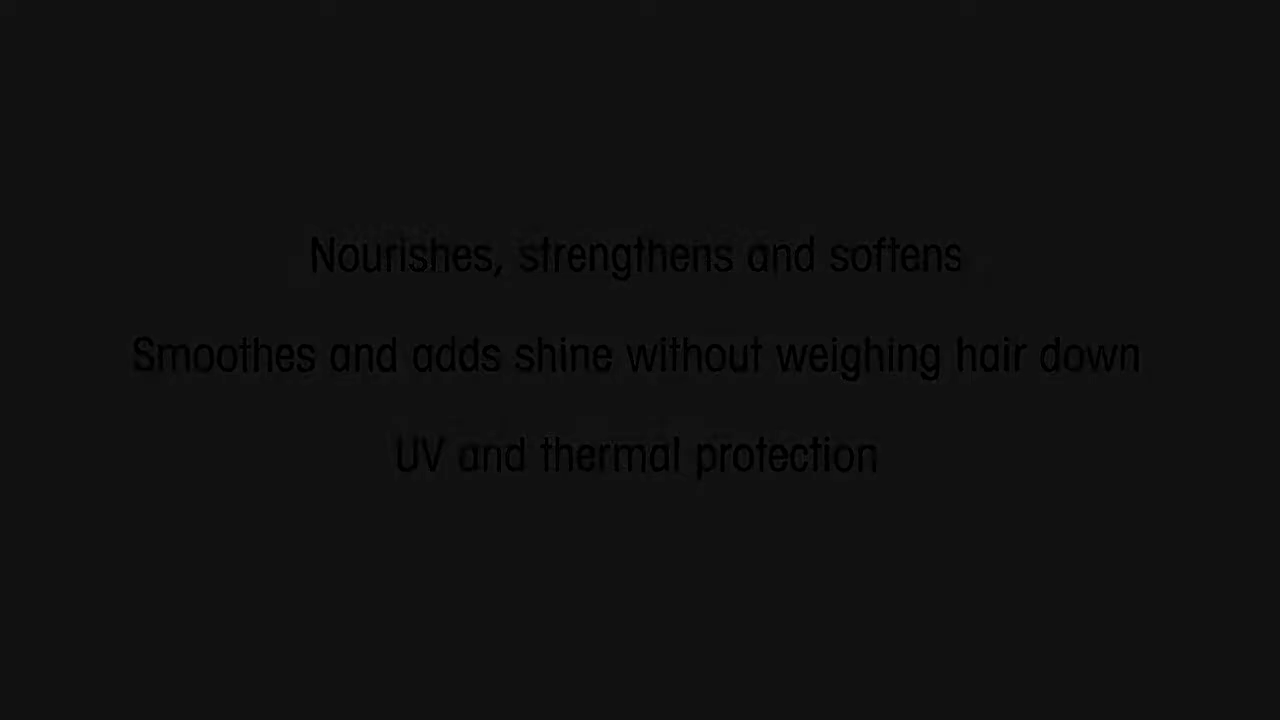 Nourishes, strengthens and softens
Smoothes and adds shine without weighing hair down
UV and thermal protection